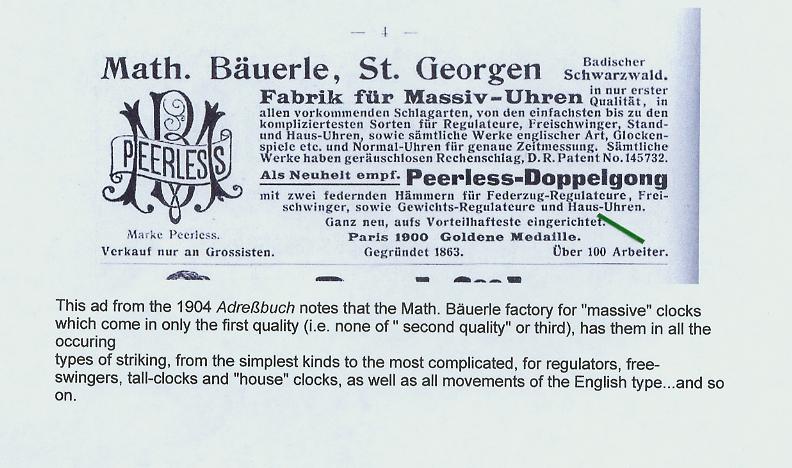 — 4 —
Math. Bäuerle, St. Georgen Badischer Schwarzwald.
Fabrik für Massiv-Uhren in nur erster Qualität, in
allen vorkommenden Schlagarten, von den einfachsten bis zu den
kompliziertesten Sorten für Regulateure, Freischwinger, Stand-
und Haus-Uhren, sowie sämtliche Werke englischer Art, Glocken-
spiele etc. und Normal-Uhren für genaue Zeitmessung. Sämtliche
Werke haben geräuschlosen Rechenschlag, D. R. Patent No. 145732.
PEERLESS
Als Neuheit empf. Peerless-Doppelgong
mit zwei federnden Hämmern für Federzug-Regulateure, Frei-
schwinger, sowie Gewichts-Regulateure und Haus-Uhren.
Ganz neu, aufs Vorteilhafteste eingerichtet.
Marke Peerless. Paris 1900 Goldene Medaille.
Verkauf nur an Grossisten. Gegründet 1863. Über 100 Arbeiter.
This ad from the 1904 Adreßbuch notes that the Math. Bäuerle factory for "massive" clocks
which come in only the first quality (i.e. none of " second quality" or third), has them in all the
occuring
types of striking, from the simplest kinds to the most complicated, for regulators, free-
swingers, tall-clocks and "house" clocks, as well as all movements of the English type...and so
on.